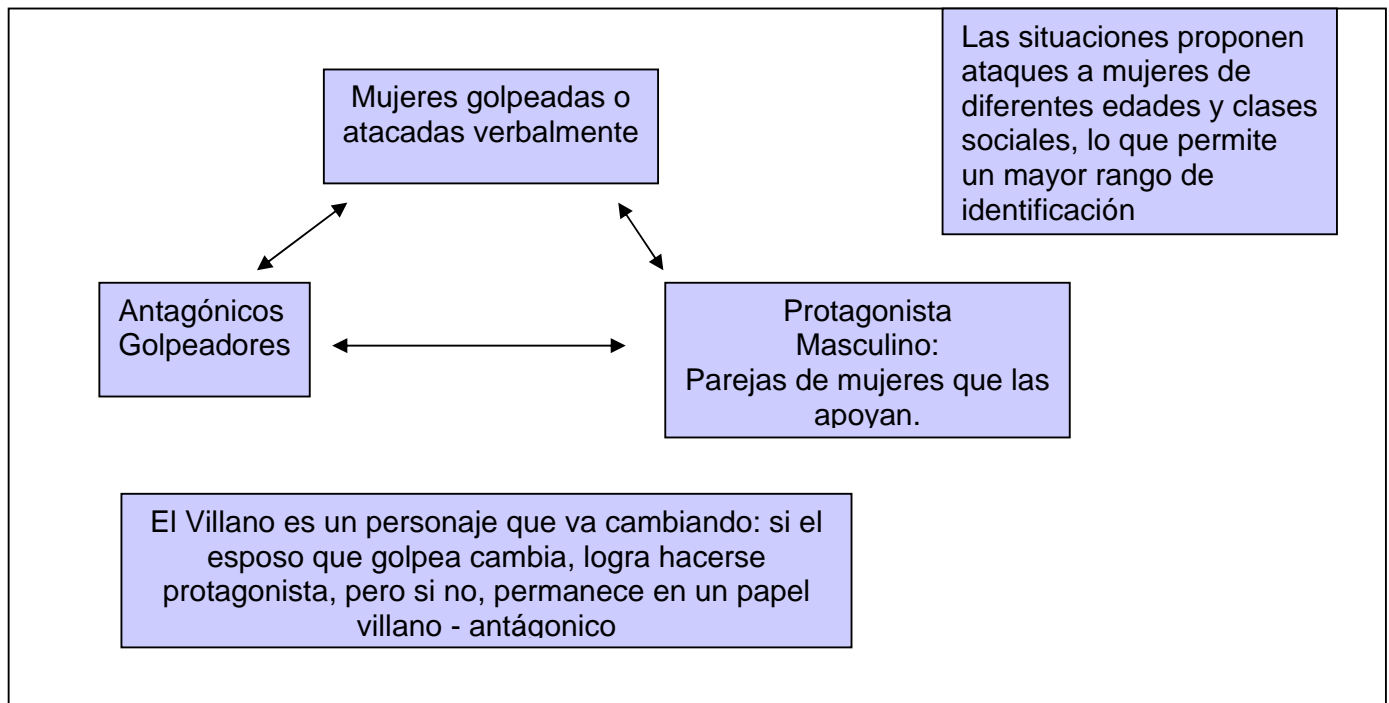 Las situaciones proponen
ataques a mujeres de
diferentes edades y clases
sociales, lo que permite
un mayor rango de
identificación
Mujeres golpeadas o
atacadas verbalmente
Antagónicos
Golpeadores
Protagonista
Masculino:
Parejas de mujeres que las
apoyan.
El Villano es un personaje que va cambiando: si el
esposo que golpea cambia, logra hacerse
protagonista, pero si no, permanece en un papel
villano - antágonico